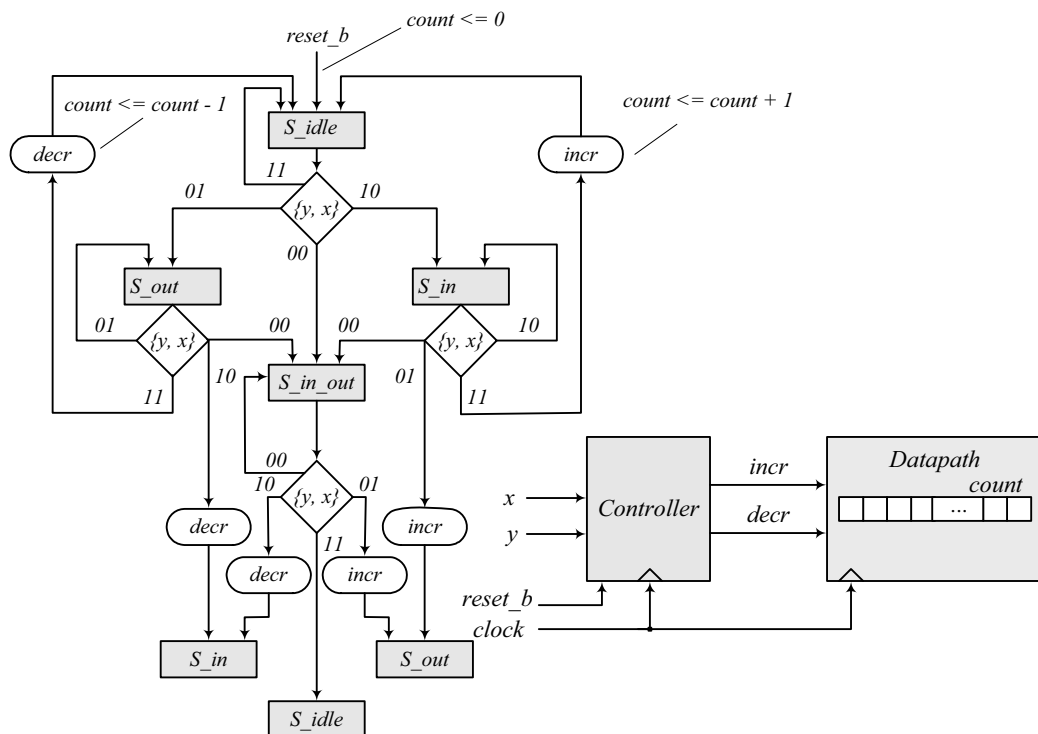 count <= 0
reset_b
count <= count - 1
count <= count + 1
S_idle
decr
incr
11
01
{y, x}
10
00
S_out
S_in
01
{y, x}
00
00
{y, x}
10
10
S_in_out
01
11
11
00
10
{y, x}
01
decr
incr
11
decr
incr
S_in
S_out
S_idle
x
y
Controller
incr
decr
Datapath
count
...
reset_b
clock